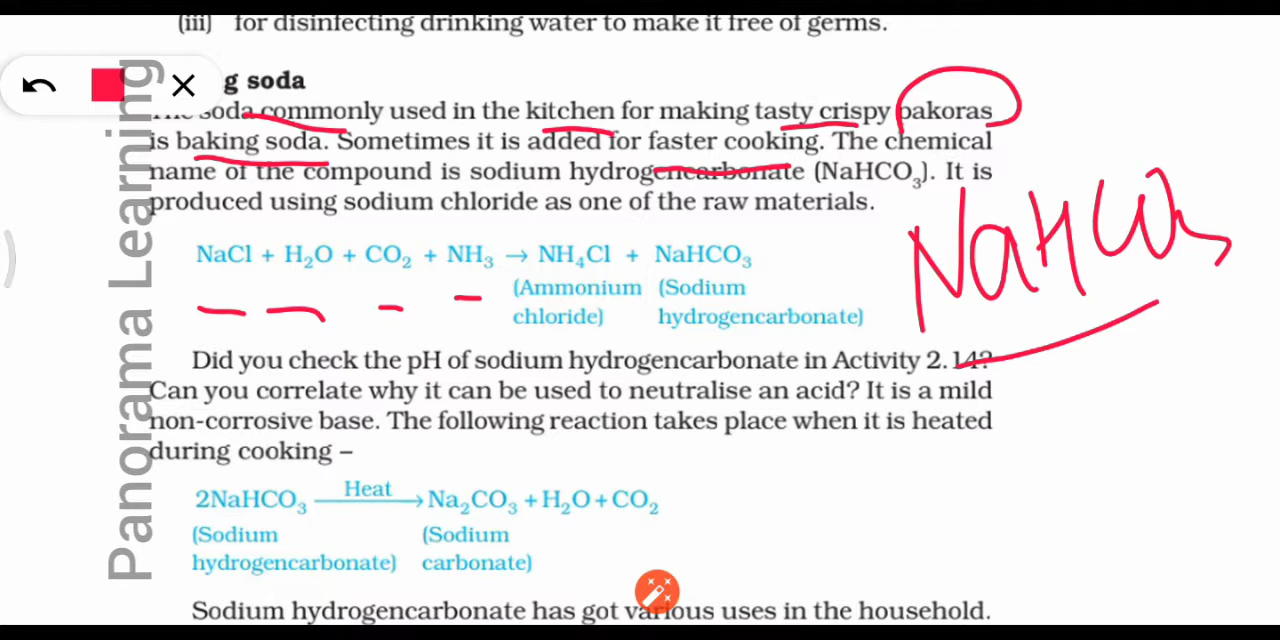 (iii) for disinfecting drinking water to make it free of germs.
g soda
The soda commonly used in the kitchen for making tasty crispy pakoras
is baking soda. Sometimes it is added for faster cooking. The chemical
name of the compound is sodium hydrogencarbonate (NaHCO₃). It is
produced using sodium chloride as one of the raw materials.
NaHCO₃
NaCl + H₂O + CO₂ + NH₃ → NH₄Cl + NaHCO₃
(Ammonium (Sodium
chloride) hydrogencarbonate)
Did you check the pH of sodium hydrogencarbonate in Activity 2.14?
Can you correlate why it can be used to neutralise an acid? It is a mild
non-corrosive base. The following reaction takes place when it is heated
during cooking –
Heat
2NaHCO₃ → Na₂CO₃ + H₂O + CO₂
(Sodium (Sodium
hydrogencarbonate) carbonate)
Sodium hydrogencarbonate has got various uses in the household.
Panorama Learning